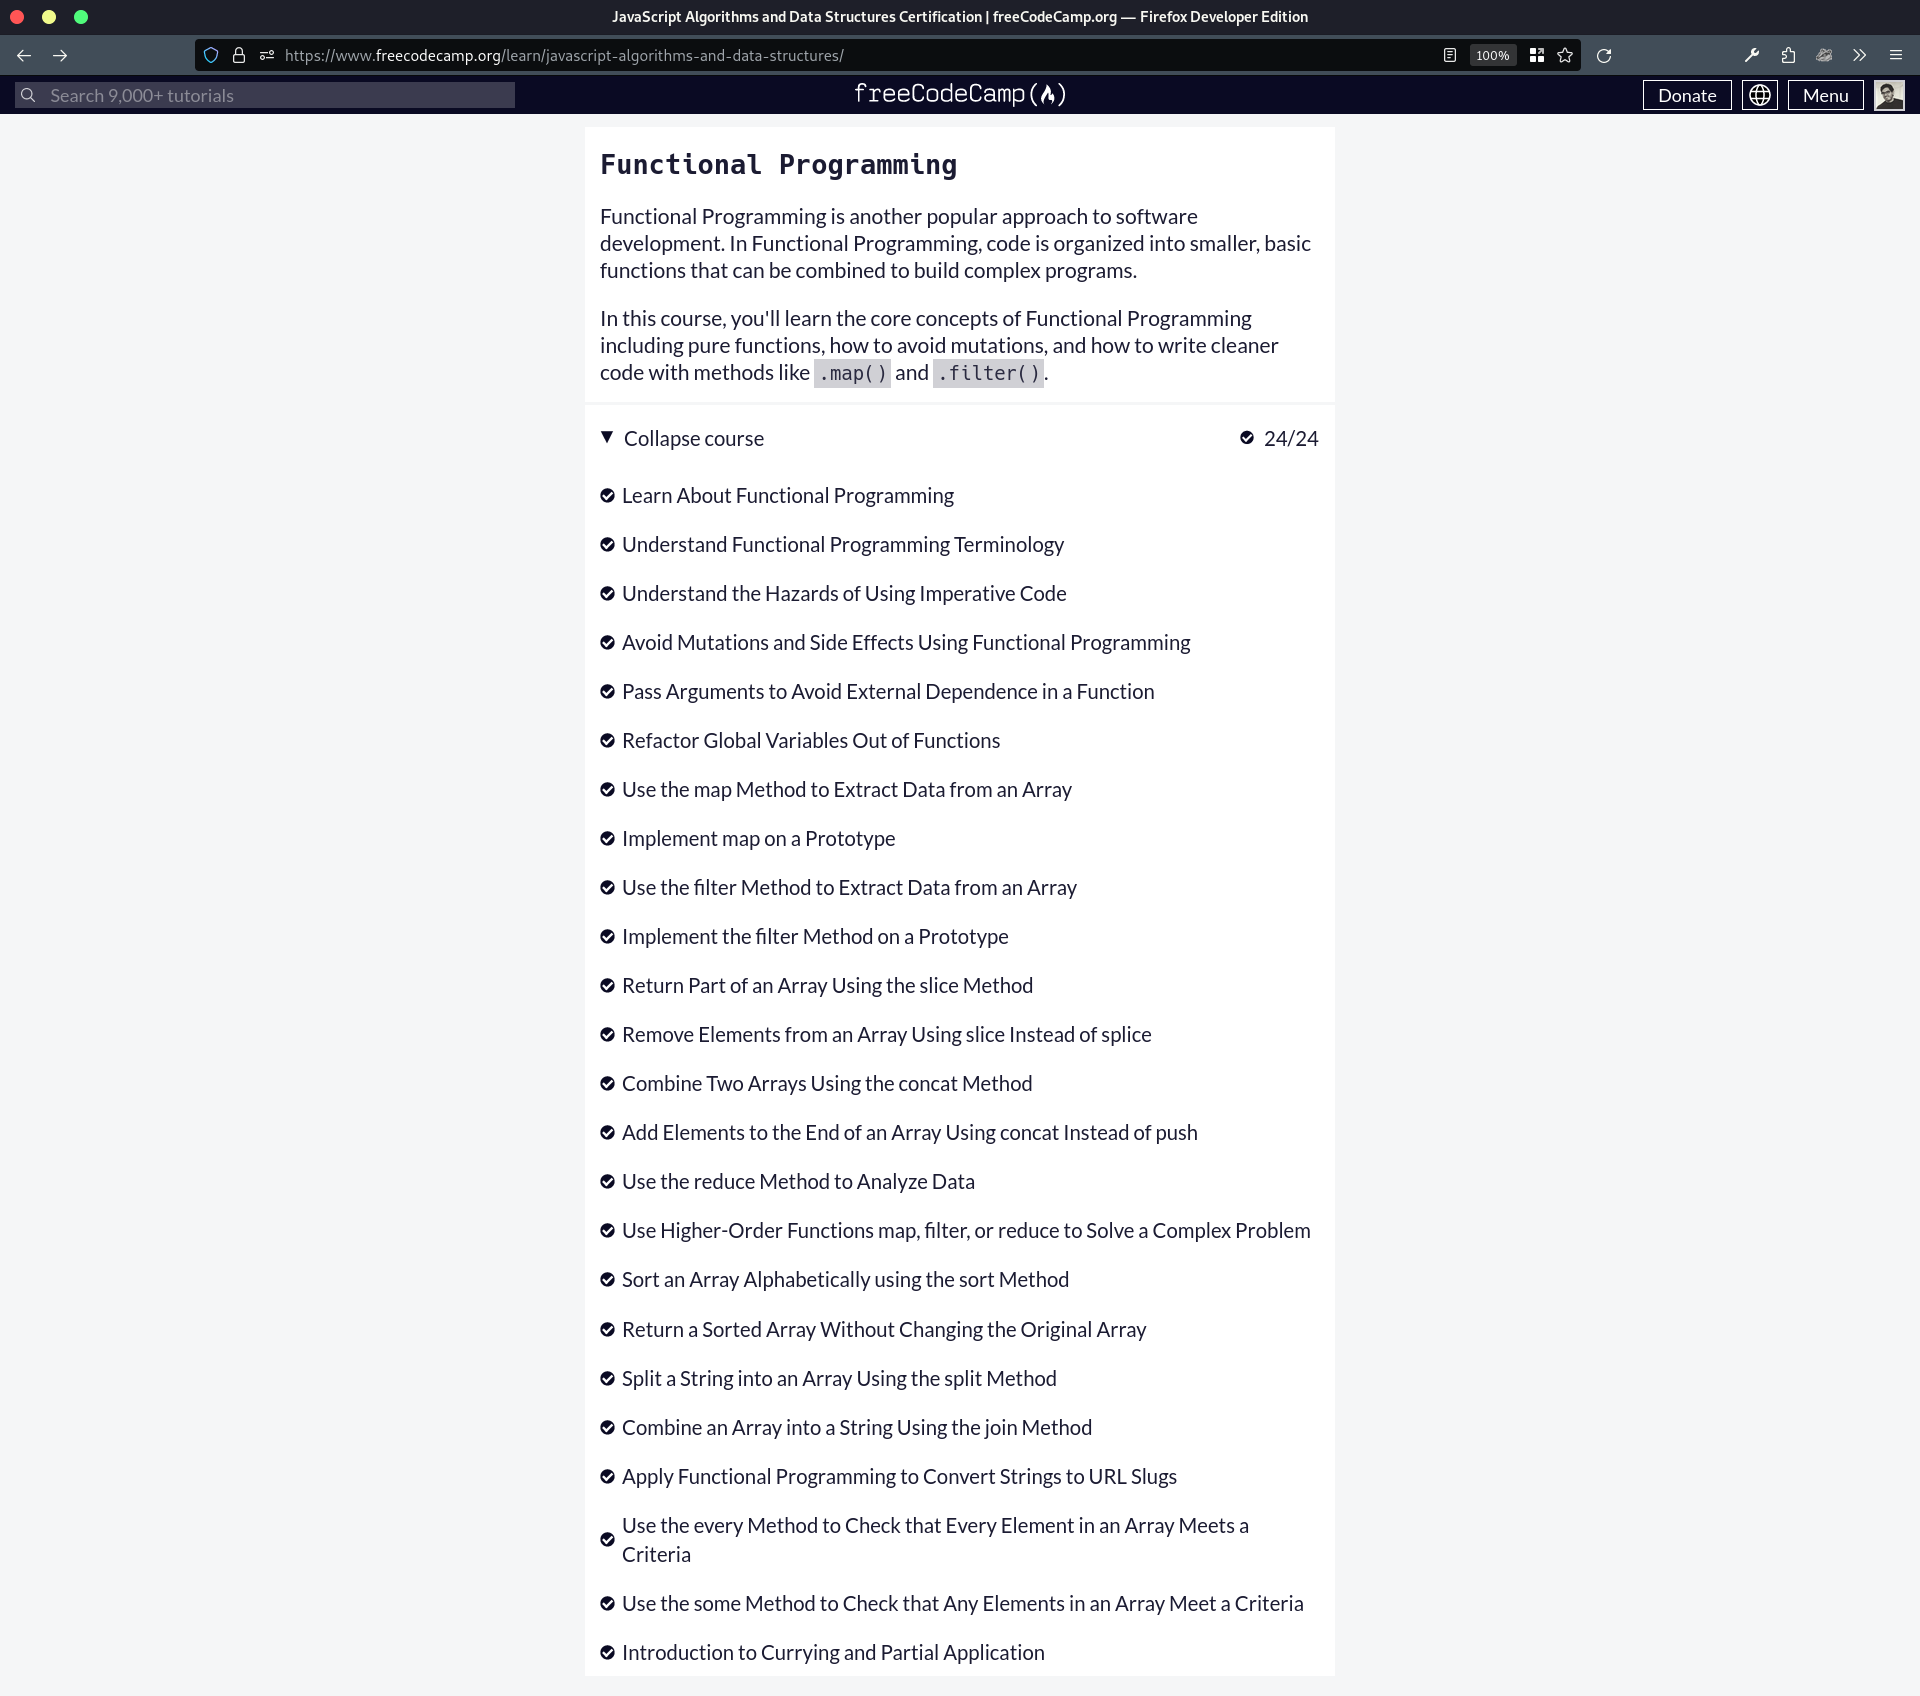 JavaScript Algorithms and Data Structures Certification | freeCodeCamp.org — Firefox Developer Edition
https://www.freecodecamp.org/learn/javascript-algorithms-and-data-structures/
100%
Search 9,000+ tutorials
freeCodeCamp
Donate
Menu
Functional Programming
Functional Programming is another popular approach to software
development. In Functional Programming, code is organized into smaller, basic
functions that can be combined to build complex programs.
In this course, you'll learn the core concepts of Functional Programming
including pure functions, how to avoid mutations, and how to write cleaner
code with methods like .map() and .filter().
Collapse course
24/24
Learn About Functional Programming
Understand Functional Programming Terminology
Understand the Hazards of Using Imperative Code
Avoid Mutations and Side Effects Using Functional Programming
Pass Arguments to Avoid External Dependence in a Function
Refactor Global Variables Out of Functions
Use the map Method to Extract Data from an Array
Implement map on a Prototype
Use the filter Method to Extract Data from an Array
Implement the filter Method on a Prototype
Return Part of an Array Using the slice Method
Remove Elements from an Array Using slice Instead of splice
Combine Two Arrays Using the concat Method
Add Elements to the End of an Array Using concat Instead of push
Use the reduce Method to Analyze Data
Use Higher-Order Functions map, filter, or reduce to Solve a Complex Problem
Sort an Array Alphabetically using the sort Method
Return a Sorted Array Without Changing the Original Array
Split a String into an Array Using the split Method
Combine an Array into a String Using the join Method
Apply Functional Programming to Convert Strings to URL Slugs
Use the every Method to Check that Every Element in an Array Meets a
Criteria
Use the some Method to Check that Any Elements in an Array Meet a Criteria
Introduction to Currying and Partial Application